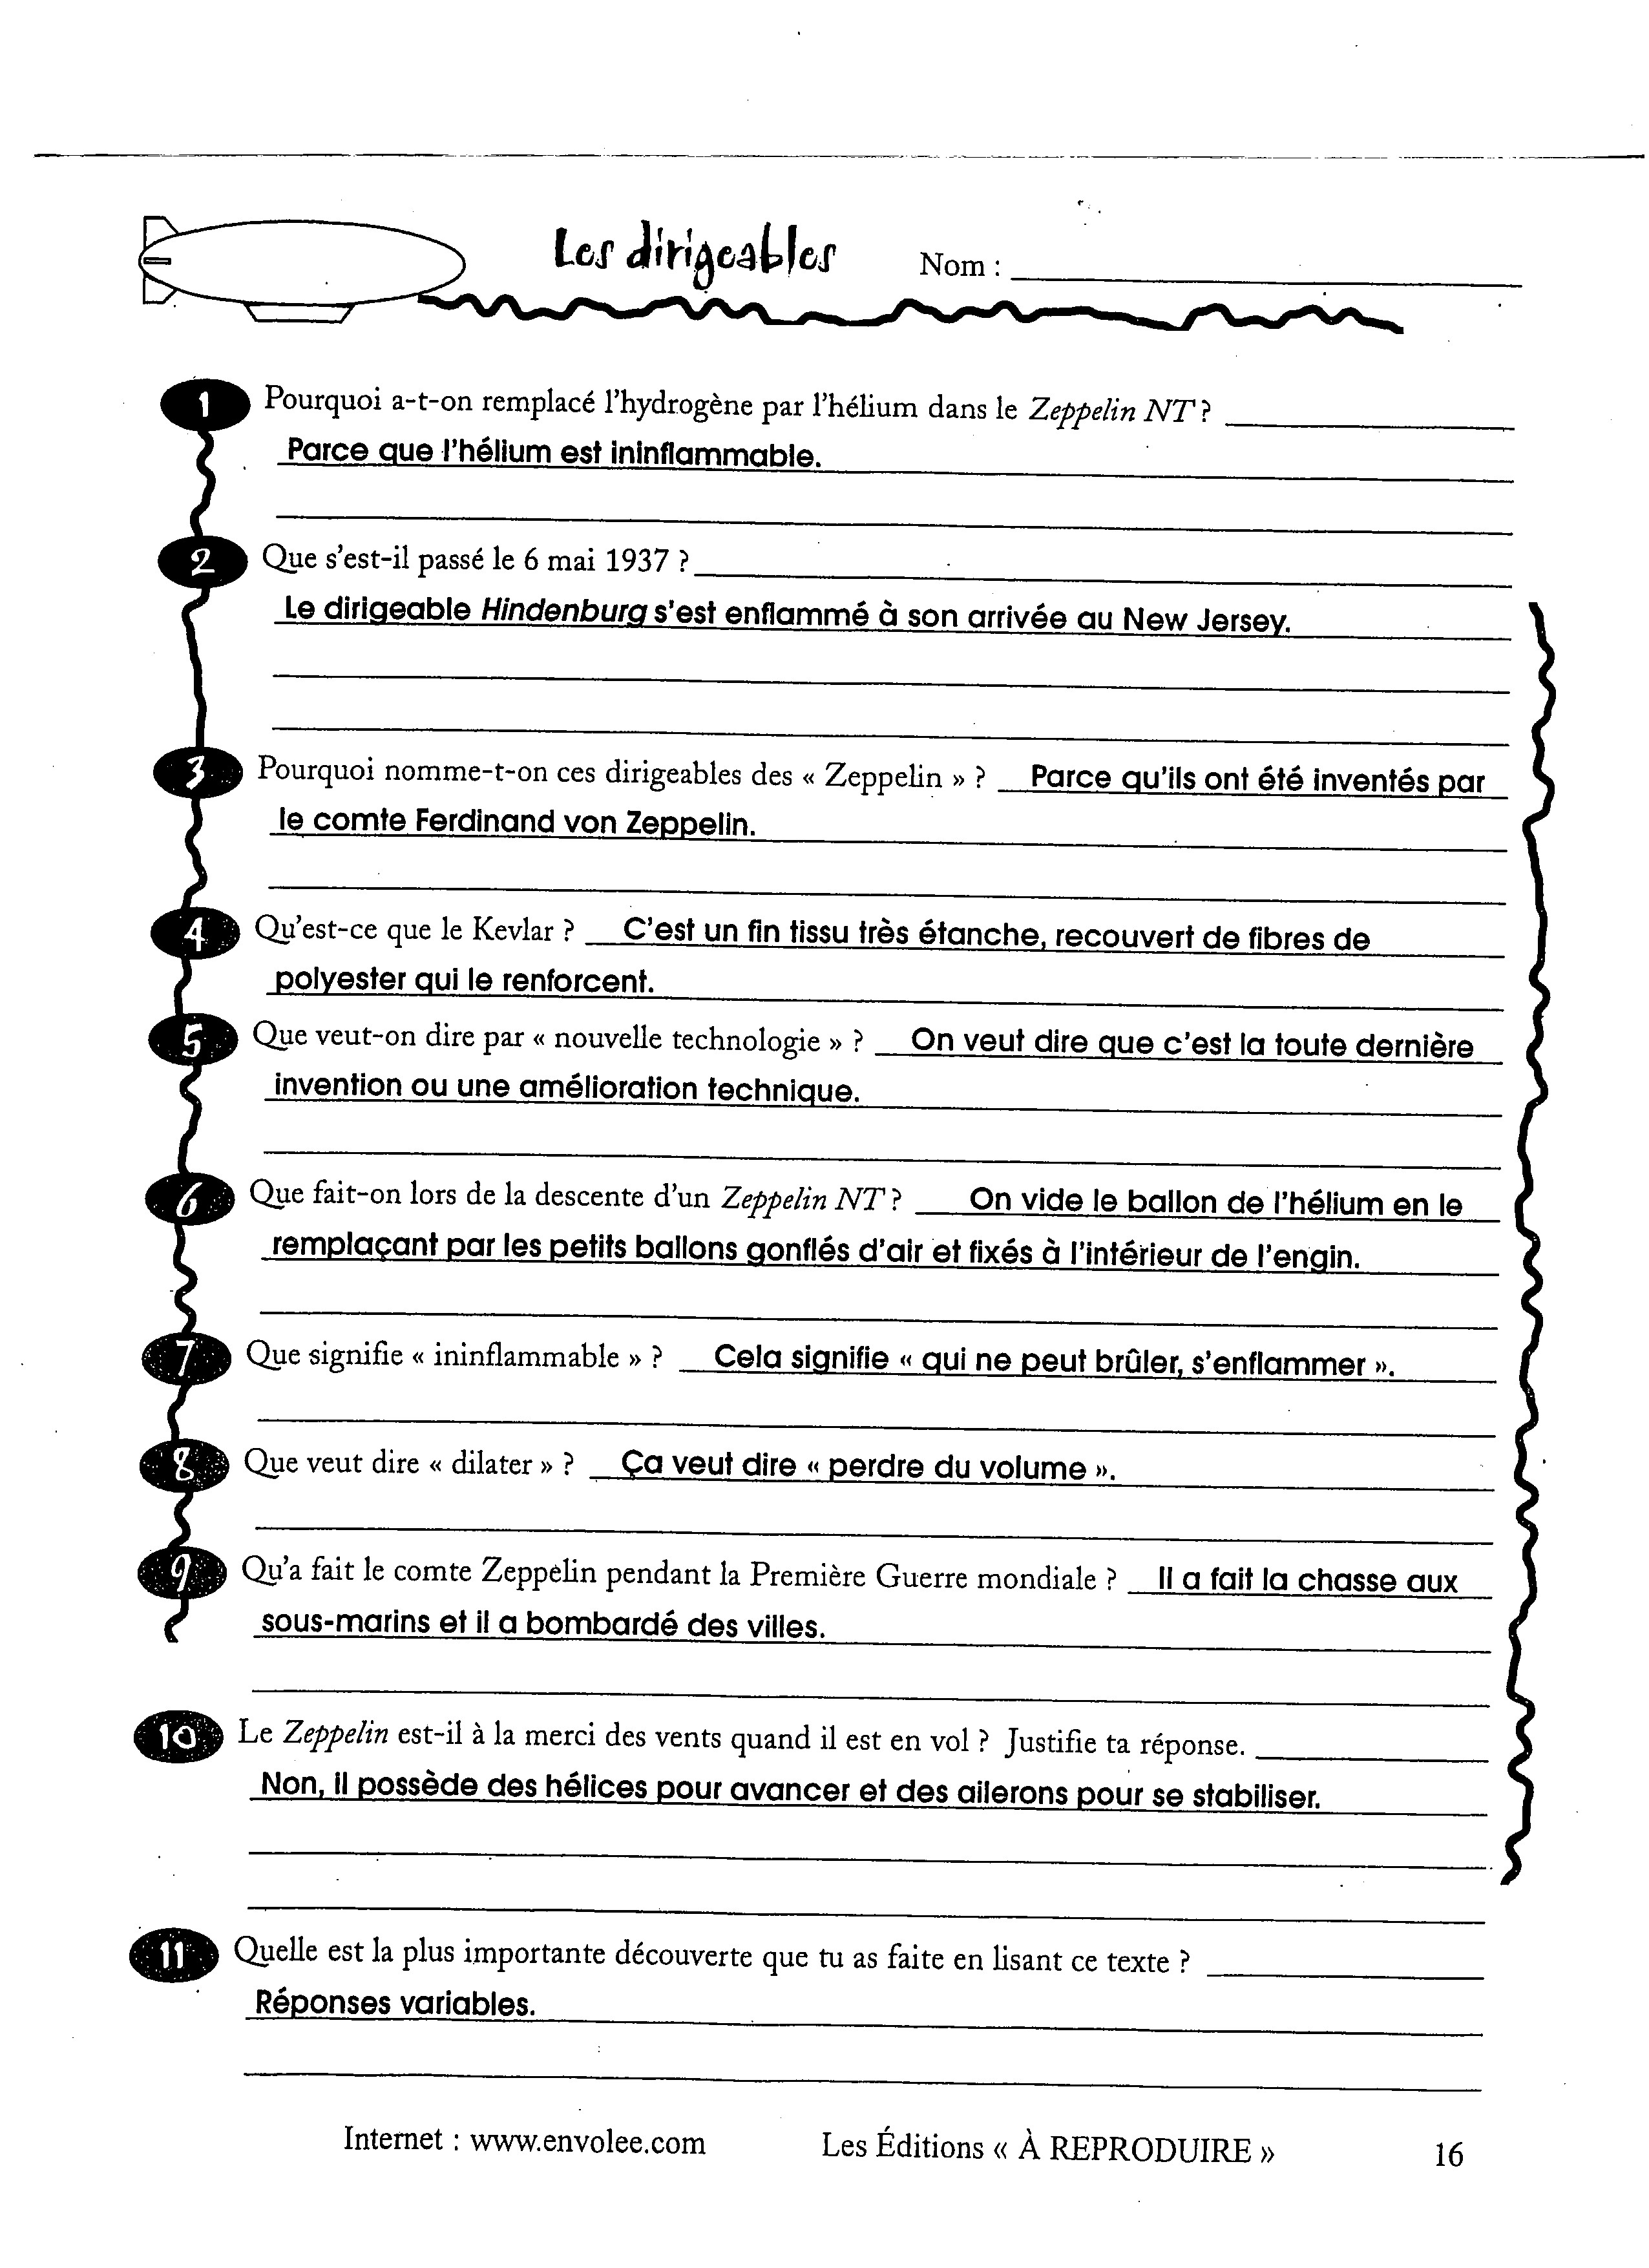 Les dirigeables Nom :
1 Pourquoi a-t-on remplacé l'hydrogène par l'hélium dans le Zeppelin NT ?
Parce que l'hélium est ininflammable.
2 Que s'est-il passé le 6 mai 1937 ?
Le dirigeable Hindenburg s'est enflammé à son arrivée au New Jersey.
3 Pourquoi nomme-t-on ces dirigeables des « Zeppelin » ? Parce qu'ils ont été inventés par
le comte Ferdinand von Zeppelin.
4 Qu'est-ce que le Kevlar ? C'est un fin tissu très étanche, recouvert de fibres de
polyester qui le renforcent.
5 Que veut-on dire par « nouvelle technologie » ? On veut dire que c'est la toute dernière
invention ou une amélioration technique.
6 Que fait-on lors de la descente d'un Zeppelin NT ? On vide le ballon de l'hélium en le
remplaçant par les petits ballons gonflés d'air et fixés à l'intérieur de l'engin.
7 Que signifie « ininflammable » ? Cela signifie « qui ne peut brûler, s'enflammer ».
8 Que veut dire « dilater » ? Ça veut dire « perdre du volume ».
9 Qu'a fait le comte Zeppelin pendant la Première Guerre mondiale ? Il a fait la chasse aux
sous-marins et il a bombardé des villes.
10 Le Zeppelin est-il à la merci des vents quand il est en vol ? Justifie ta réponse.
Non, il possède des hélices pour avancer et des ailerons pour se stabiliser.
11 Quelle est la plus importante découverte que tu as faite en lisant ce texte ?
Réponses variables.
Internet : www.envolee.com Les Éditions « À REPRODUIRE » 16